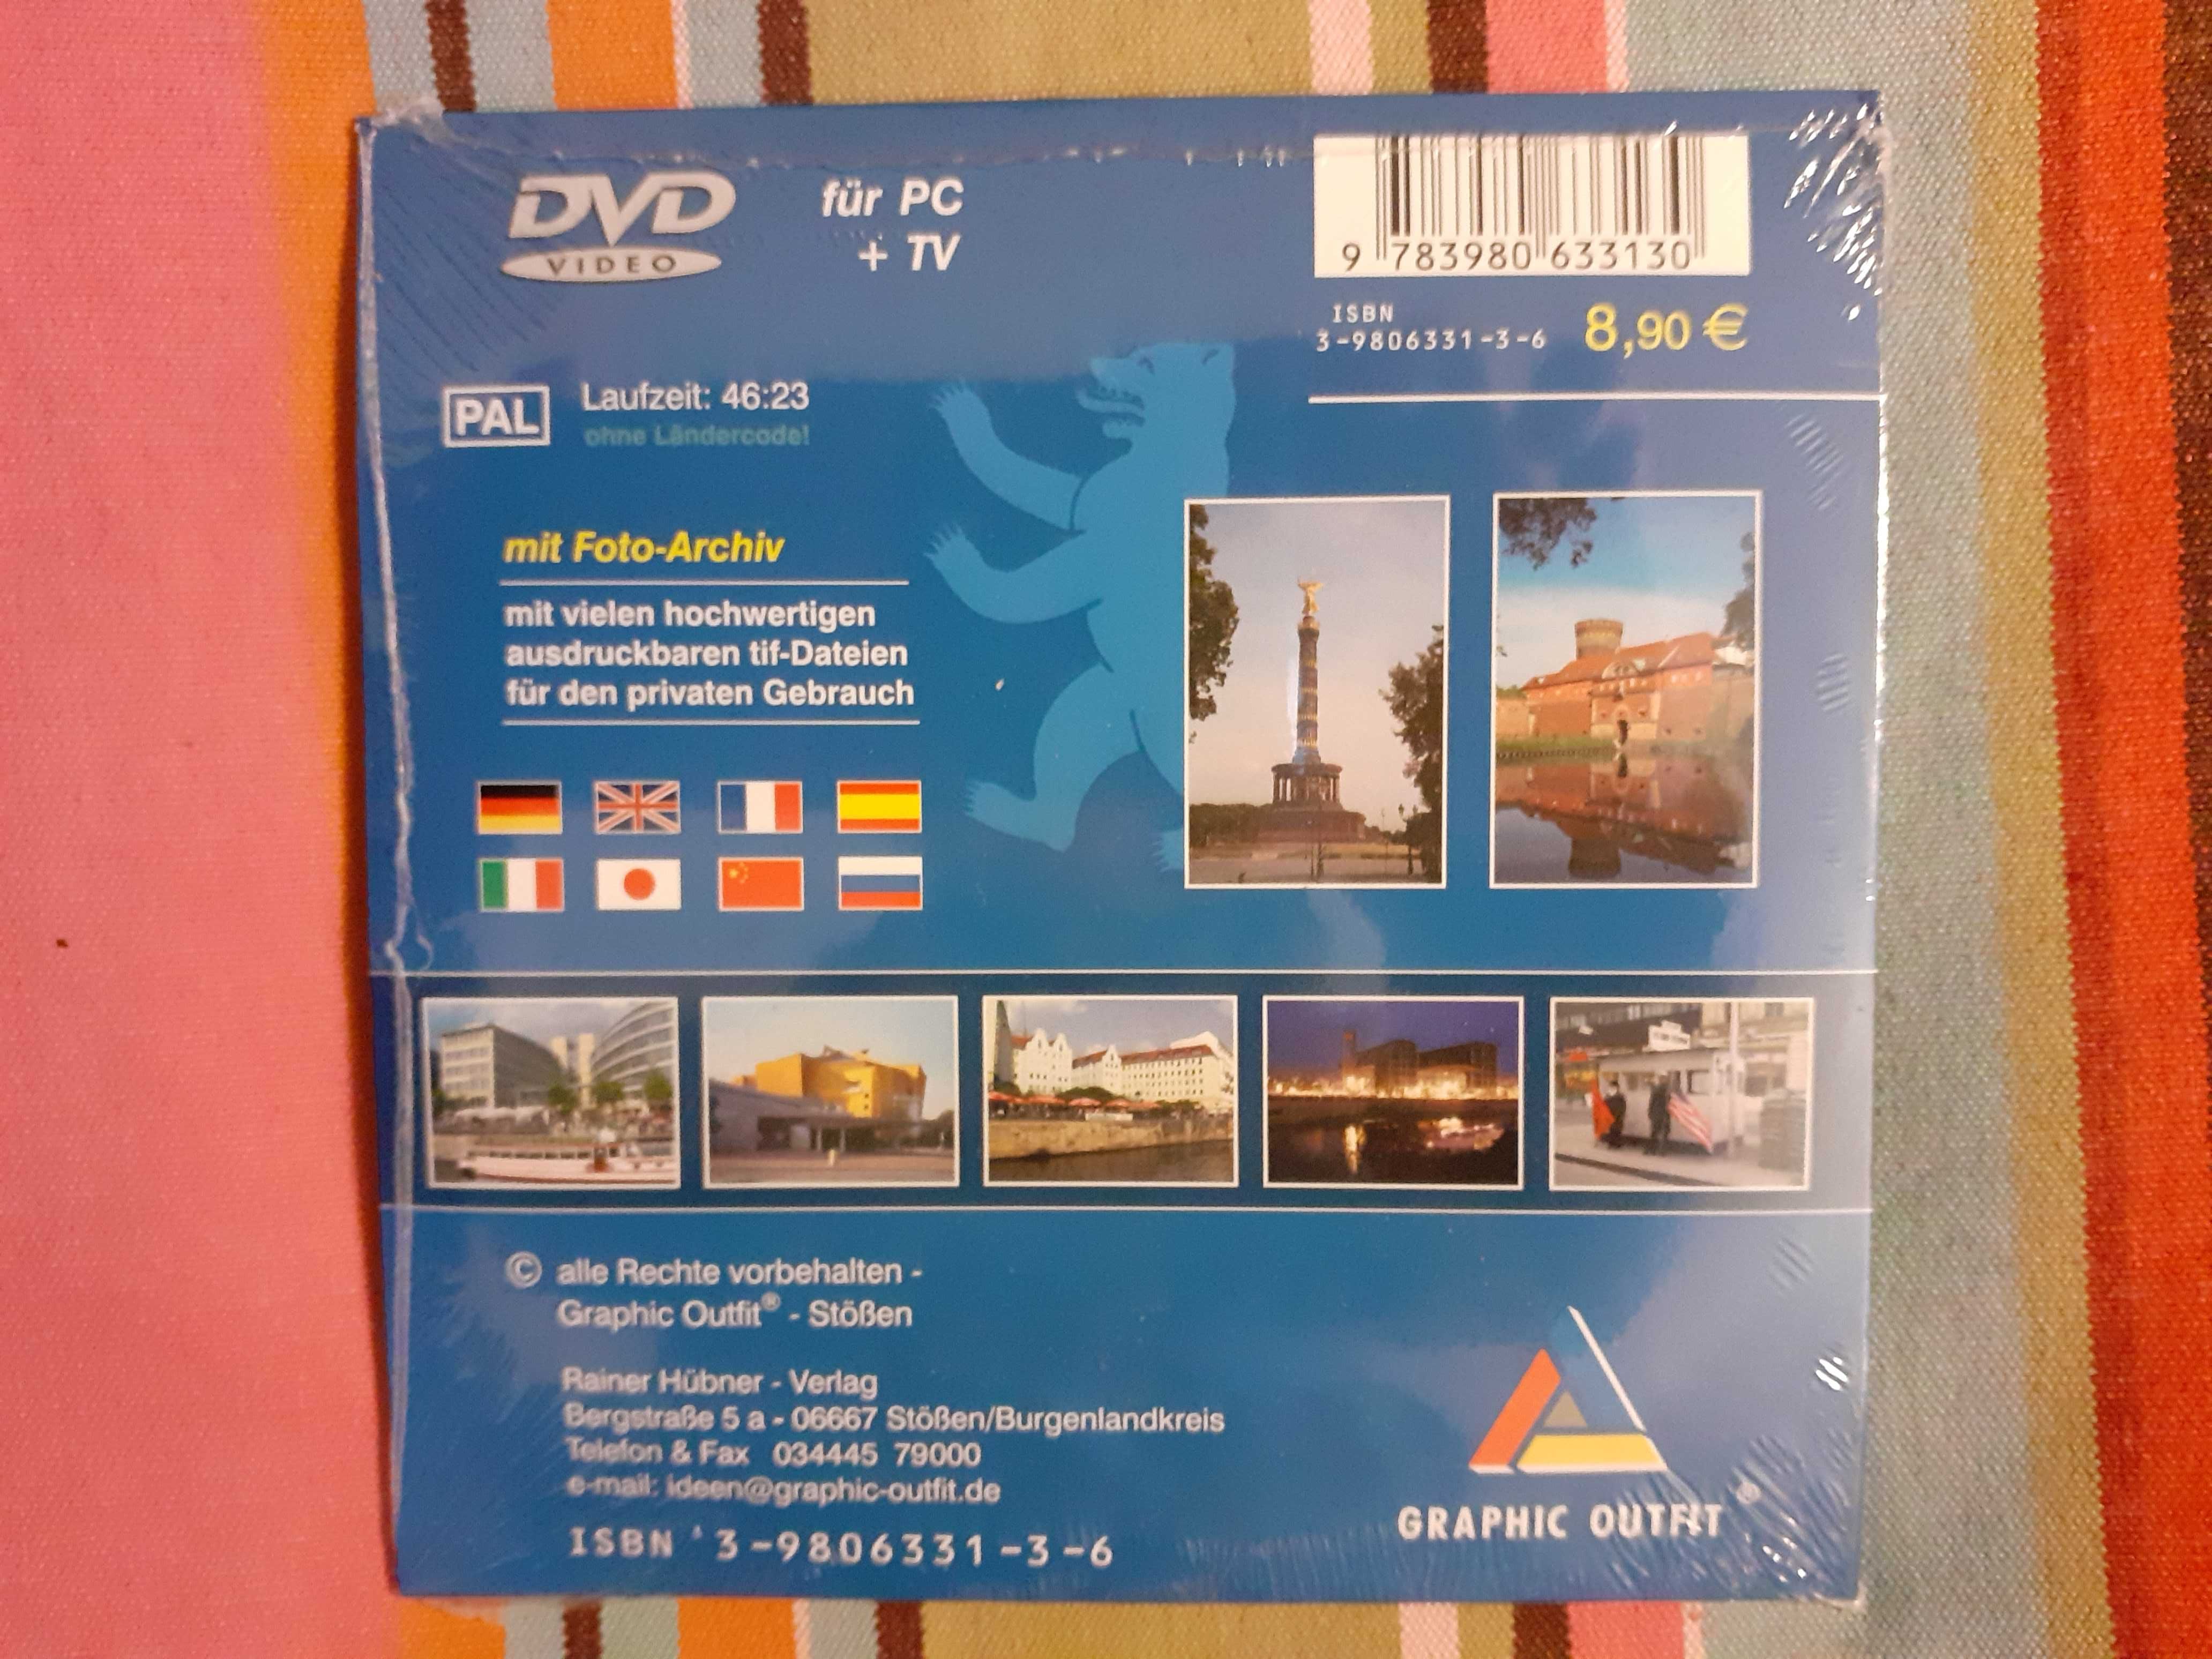 DVD
VIDEO
für PC
+ TV
9 783980 633130
ISBN
3-9806331-3-6
8,90 €
PAL
Laufzeit: 46:23
ohne Ländercode!
mit Foto-Archiv
mit vielen hochwertigen
ausdruckbaren tif-Dateien
für den privaten Gebrauch
© alle Rechte vorbehalten -
Graphic Outfit® - Stößen
Rainer Hübner - Verlag
Bergstraße 5 a - 06667 Stößen/Burgenlandkreis
Telefon & Fax 034445 79000
e-mail: ideen@graphic-outfit.de
ISBN 3-9806331-3-6
GRAPHIC OUTFIT®